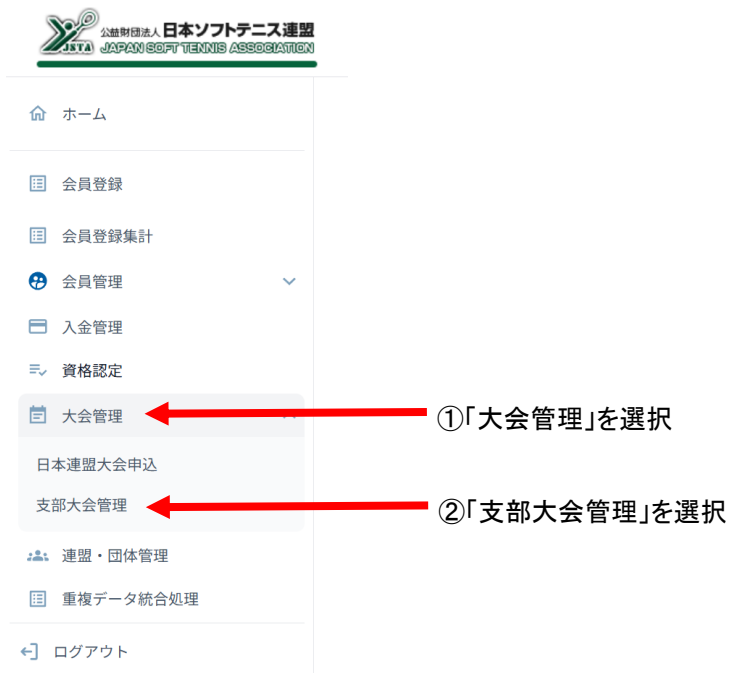 公益財団法人 日本ソフトテニス連盟
JSTA JAPAN SOFT TENNIS ASSOCIATION
ホーム
会員登録
会員登録集計
会員管理
入金管理
資格認定
大会管理
①「大会管理」を選択
日本連盟大会申込
支部大会管理
②「支部大会管理」を選択
連盟・団体管理
重複データ統合処理
ログアウト